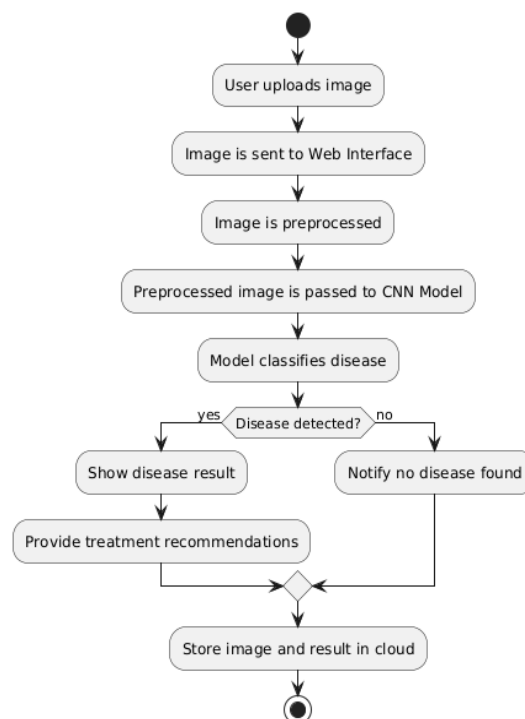 User uploads image
Image is sent to Web Interface
Image is preprocessed
Preprocessed image is passed to CNN Model
Model classifies disease
yes
Disease detected?
no
Show disease result
Notify no disease found
Provide treatment recommendations
Store image and result in cloud